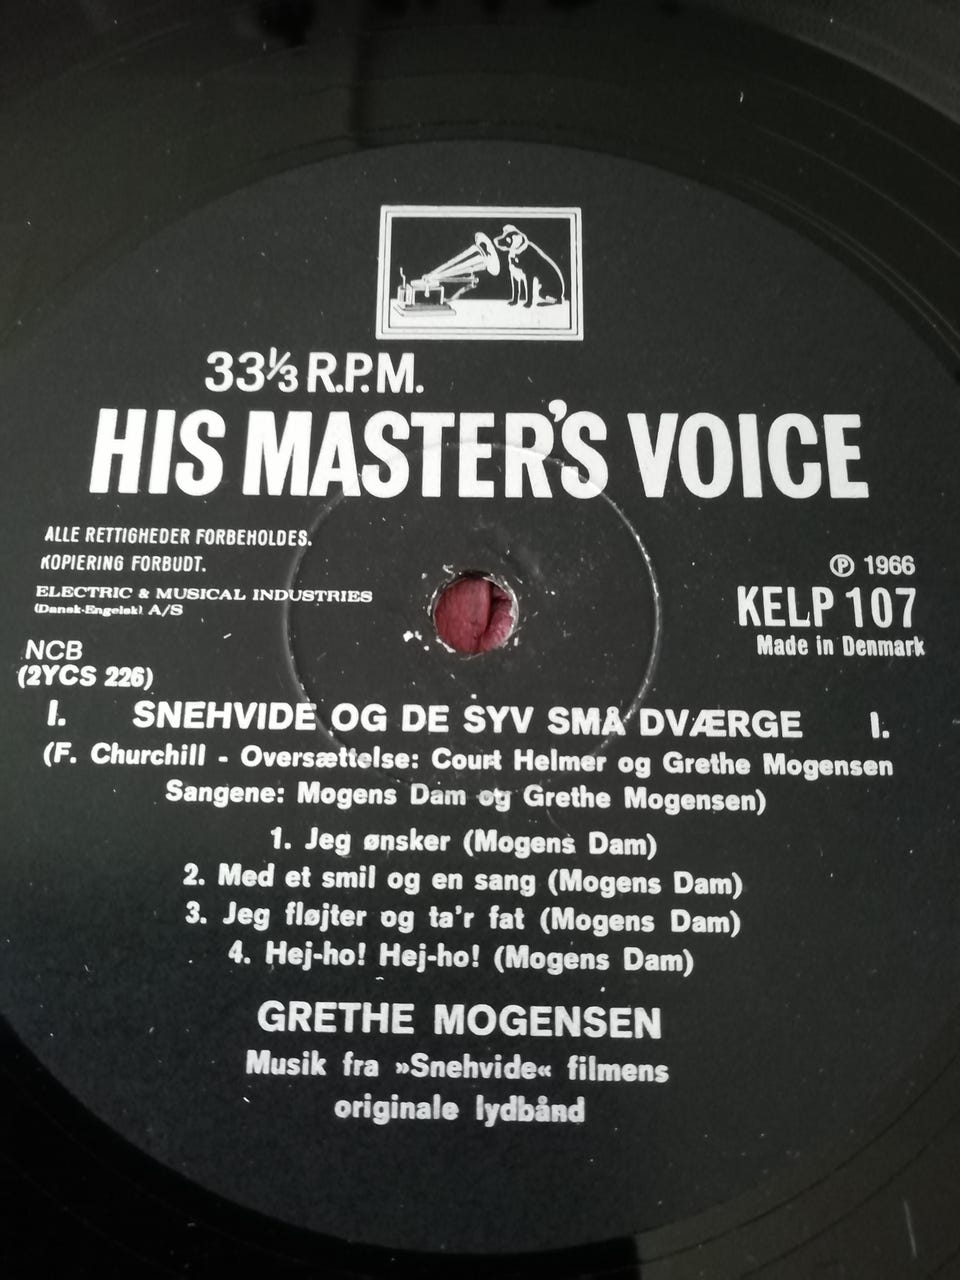 33⅓ R.P.M.
HIS MASTER'S VOICE
ALLE RETTIGHEDER FORBEHOLDES.
KOPIERING FORBUDT.
ELECTRIC & MUSICAL INDUSTRIES
(Dansk-Engelsk) A/S
Ⓟ 1966
KELP 107
Made in Denmark
NCB
(2YCS 226)
I. SNEHVIDE OG DE SYV SMÅ DVÆRGE I.
(F. Churchill - Oversættelse: Court Helmer og Grethe Mogensen
Sangene: Mogens Dam og Grethe Mogensen)
1. Jeg ønsker (Mogens Dam)
2. Med et smil og en sang (Mogens Dam)
3. Jeg fløjter og ta'r fat (Mogens Dam)
4. Hej-ho! Hej-ho! (Mogens Dam)
GRETHE MOGENSEN
Musik fra »Snehvide« filmens
originale lydbånd